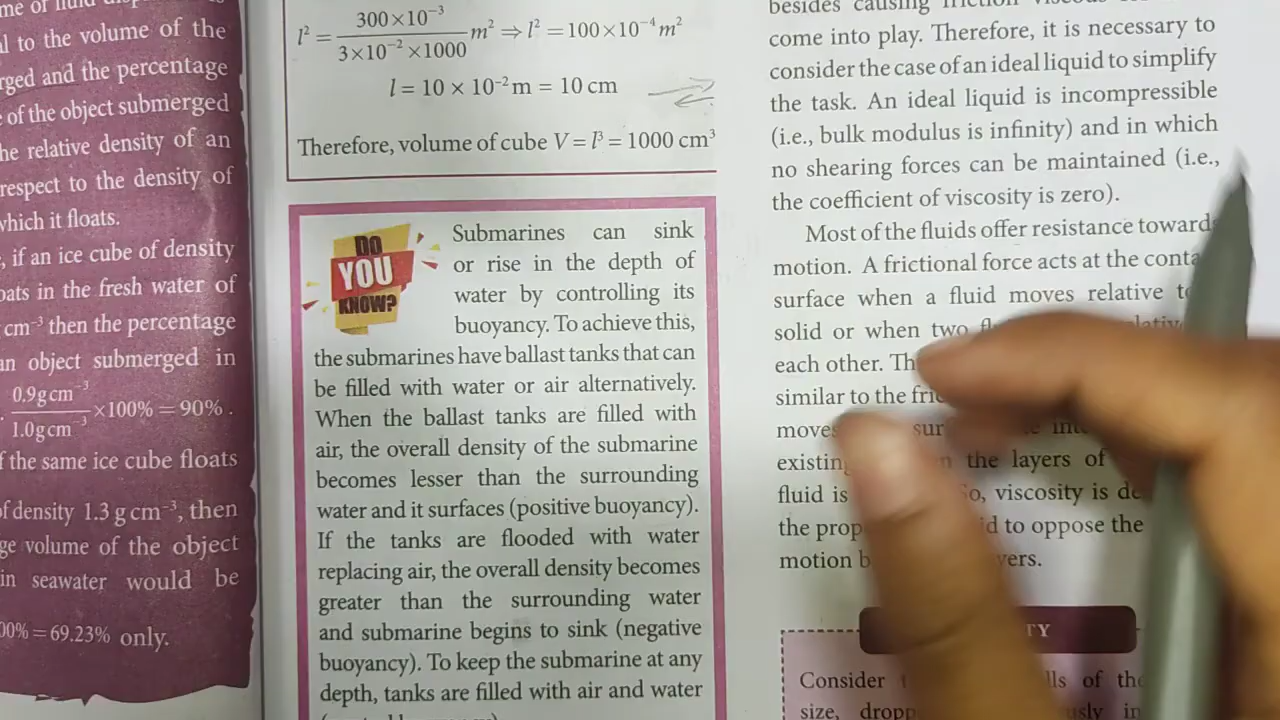 al to the volume of the
rged and the percentage
of the object submerged
he relative density of an
respect to the density of
which it floats.
, if an ice cube of density
oats in the fresh water of
cm⁻³ then the percentage
an object submerged in
0.9gcm⁻³
1.0gcm⁻³
×100% = 90% .
f the same ice cube floats
of density 1.3 g cm⁻³, then
ge volume of the object
in seawater would be
00% = 69.23% only.
l² = 300×10⁻³ / 3×10⁻²×1000 m² ⇒ l² = 100×10⁻⁴ m²
l = 10 × 10⁻² m = 10 cm
Therefore, volume of cube V = l³ = 1000 cm³
DO
YOU
KNOW?
Submarines can sink
or rise in the depth of
water by controlling its
buoyancy. To achieve this,
the submarines have ballast tanks that can
be filled with water or air alternatively.
When the ballast tanks are filled with
air, the overall density of the submarine
becomes lesser than the surrounding
water and it surfaces (positive buoyancy).
If the tanks are flooded with water
replacing air, the overall density becomes
greater than the surrounding water
and submarine begins to sink (negative
buoyancy). To keep the submarine at any
depth, tanks are filled with air and water
besides causing friction
come into play. Therefore, it is necessary to
consider the case of an ideal liquid to simplify
the task. An ideal liquid is incompressible
(i.e., bulk modulus is infinity) and in which
no shearing forces can be maintained (i.e.,
the coefficient of viscosity is zero).
Most of the fluids offer resistance toward
motion. A frictional force acts at the conta
surface when a fluid moves relative to
solid or when two
each other. Th
similar to the fric
moves sur
existing the layers of
fluid is So, viscosity is de
the prop id to oppose the
motion b yers.
TY
Consider lls of the
size, dropp usly in